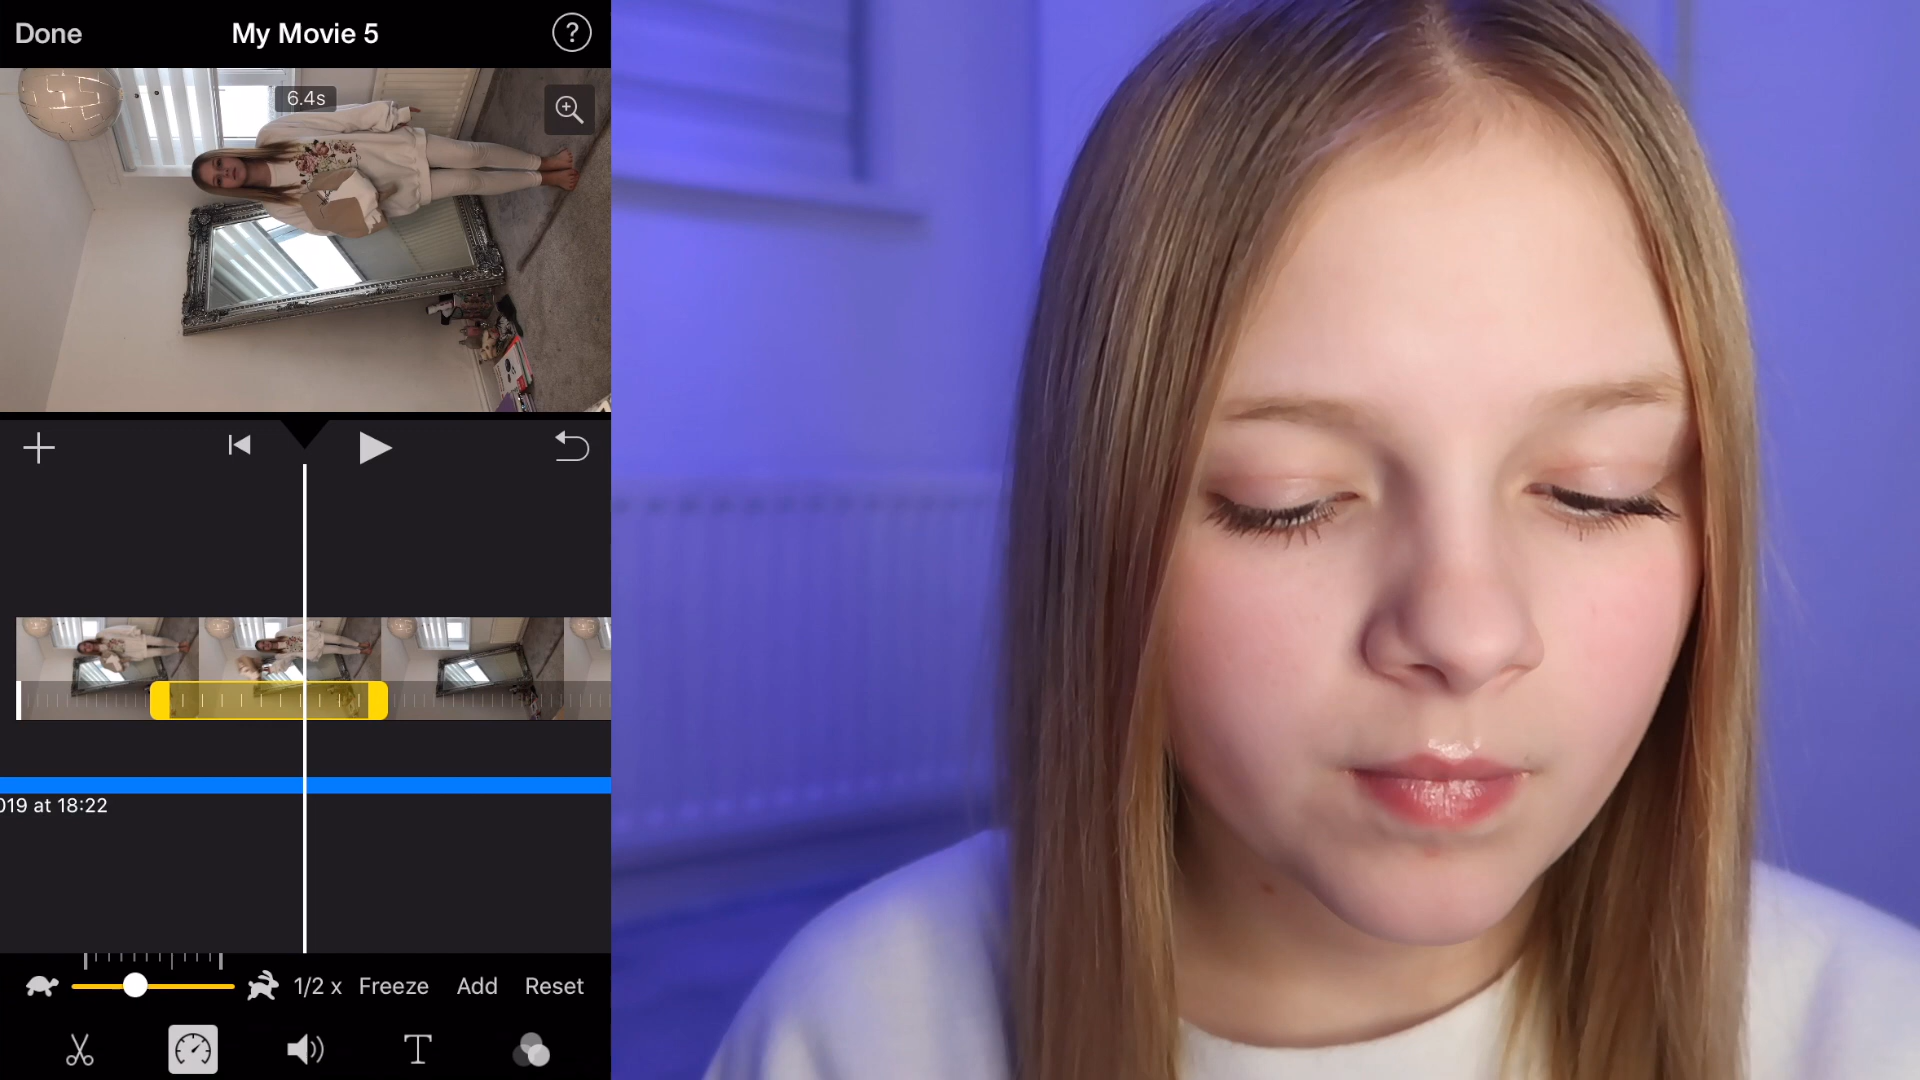 Done
My Movie 5
?
6.4s
019 at 18:22
1/2 x
Freeze
Add
Reset
T